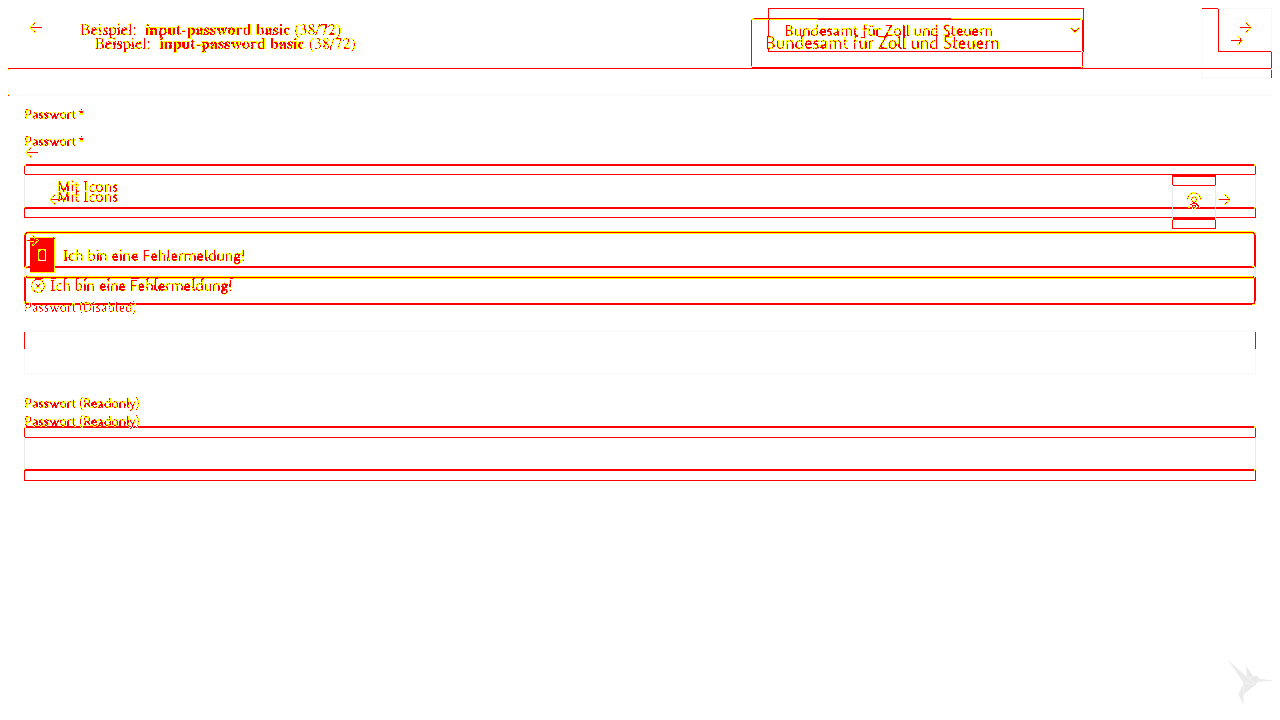 Beispiel: input-password basic (38/72)
Bundesamt für Zoll und Steuern
Beispiel: input-password basic (38/72)
Bundesamt für Zoll und Steuern
Passwort *
Passwort *
Mit Icons
Mit Icons
Ich bin eine Fehlermeldung!
Ich bin eine Fehlermeldung!
Passwort (Disabled)
Passwort (Readonly)
Passwort (Readonly)